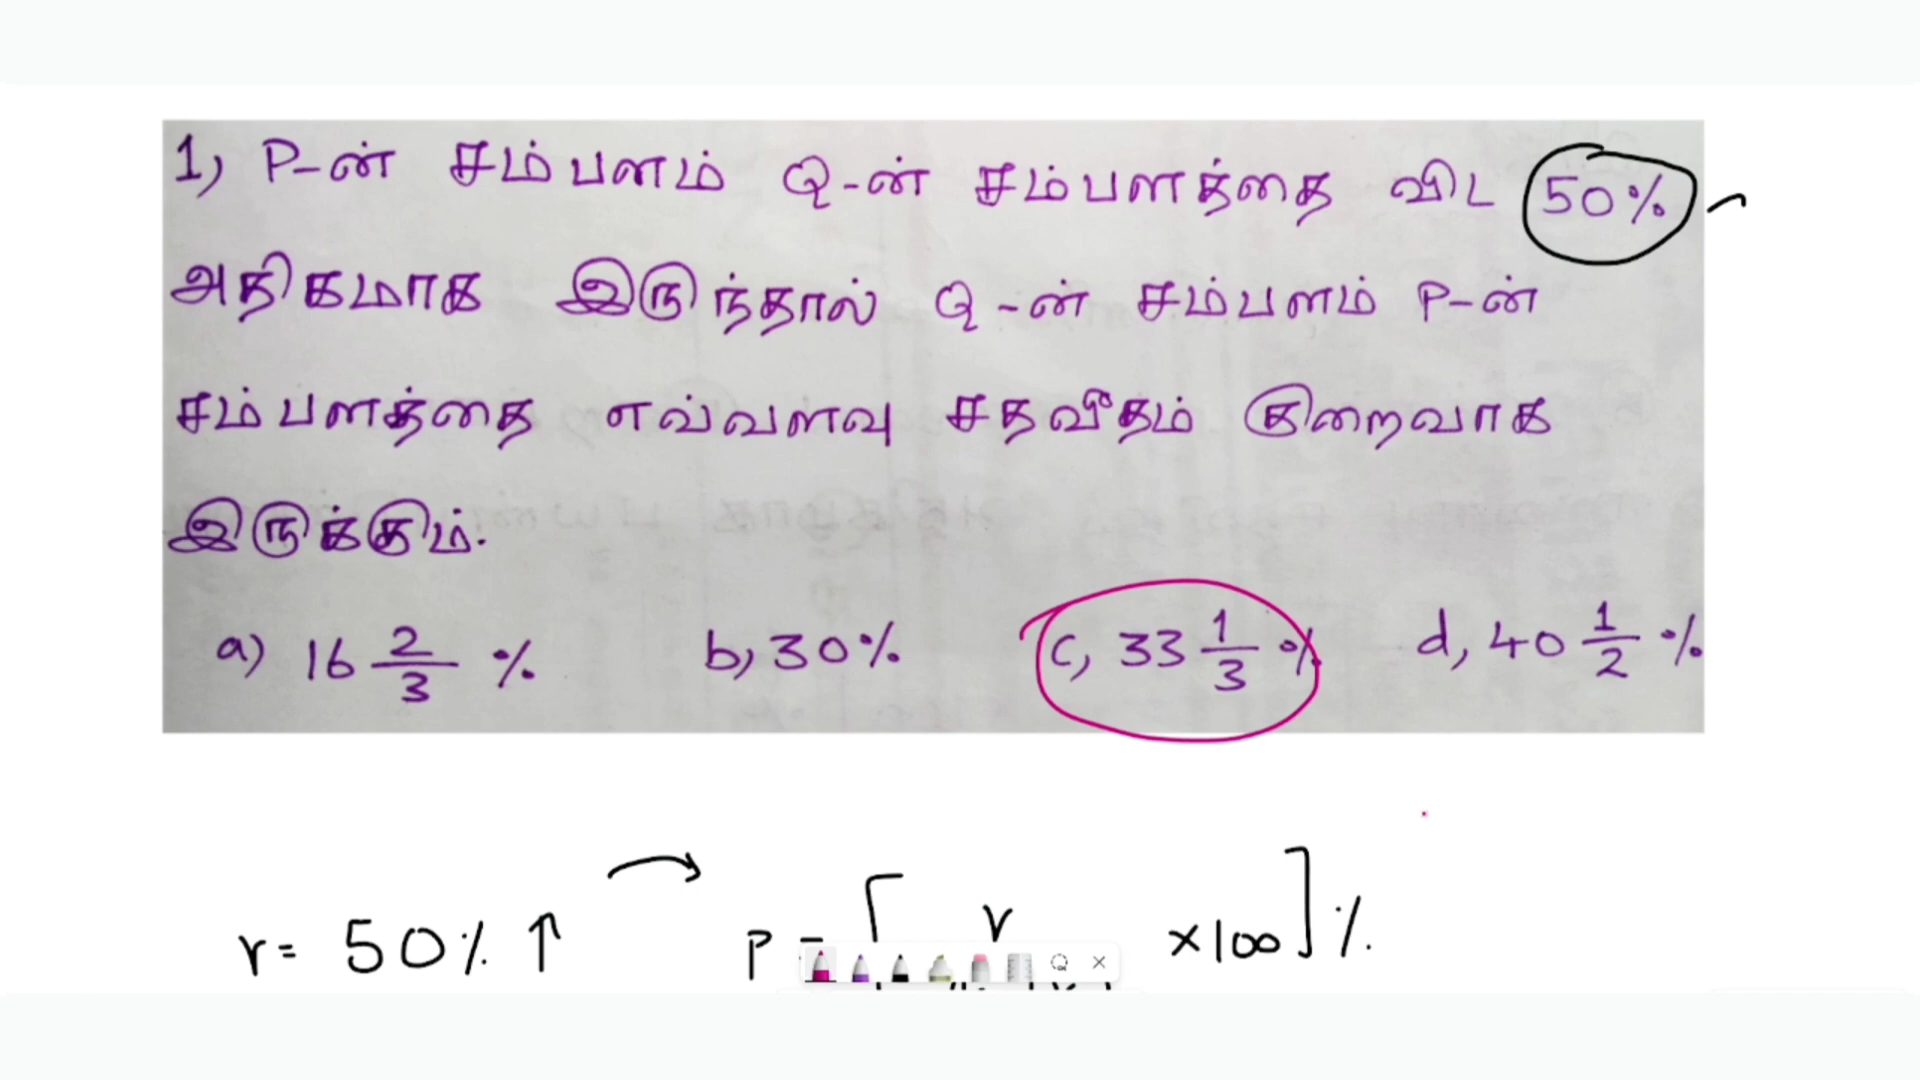 1) P-ன் சம்பளம் Q-ன் சம்பளத்தை விட 50%
அதிகமாக இருந்தால் Q-ன் சம்பளம் P-ன்
சம்பளத்தை எவ்வளவு சதவீதம் குறைவாக
இருக்கும்.
a) 16 2/3 % b, 30% c, 33 1/3 % d, 40 1/2 %
r = 50% ↑ P = [ r ×100 ] %